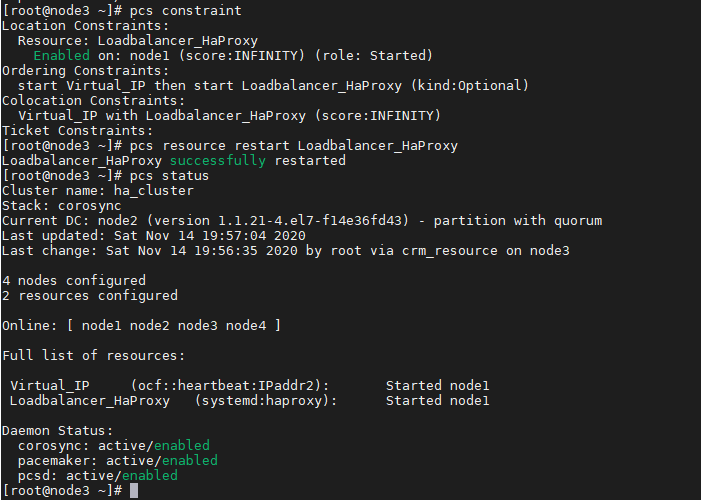 [root@node3 ~]# pcs constraint
Location Constraints:
  Resource: Loadbalancer_HaProxy
    Enabled on: node1 (score:INFINITY) (role: Started)
Ordering Constraints:
  start Virtual_IP then start Loadbalancer_HaProxy (kind:Optional)
Colocation Constraints:
  Virtual_IP with Loadbalancer_HaProxy (score:INFINITY)
Ticket Constraints:
[root@node3 ~]# pcs resource restart Loadbalancer_HaProxy
Loadbalancer_HaProxy successfully restarted
[root@node3 ~]# pcs status
Cluster name: ha_cluster
Stack: corosync
Current DC: node2 (version 1.1.21-4.el7-f14e36fd43) - partition with quorum
Last updated: Sat Nov 14 19:57:04 2020
Last change: Sat Nov 14 19:56:35 2020 by root via crm_resource on node3

4 nodes configured
2 resources configured

Online: [ node1 node2 node3 node4 ]

Full list of resources:

 Virtual_IP     (ocf::heartbeat:IPaddr2):       Started node1
 Loadbalancer_HaProxy   (systemd:haproxy):      Started node1

Daemon Status:
  corosync: active/enabled
  pacemaker: active/enabled
  pcsd: active/enabled
[root@node3 ~]#